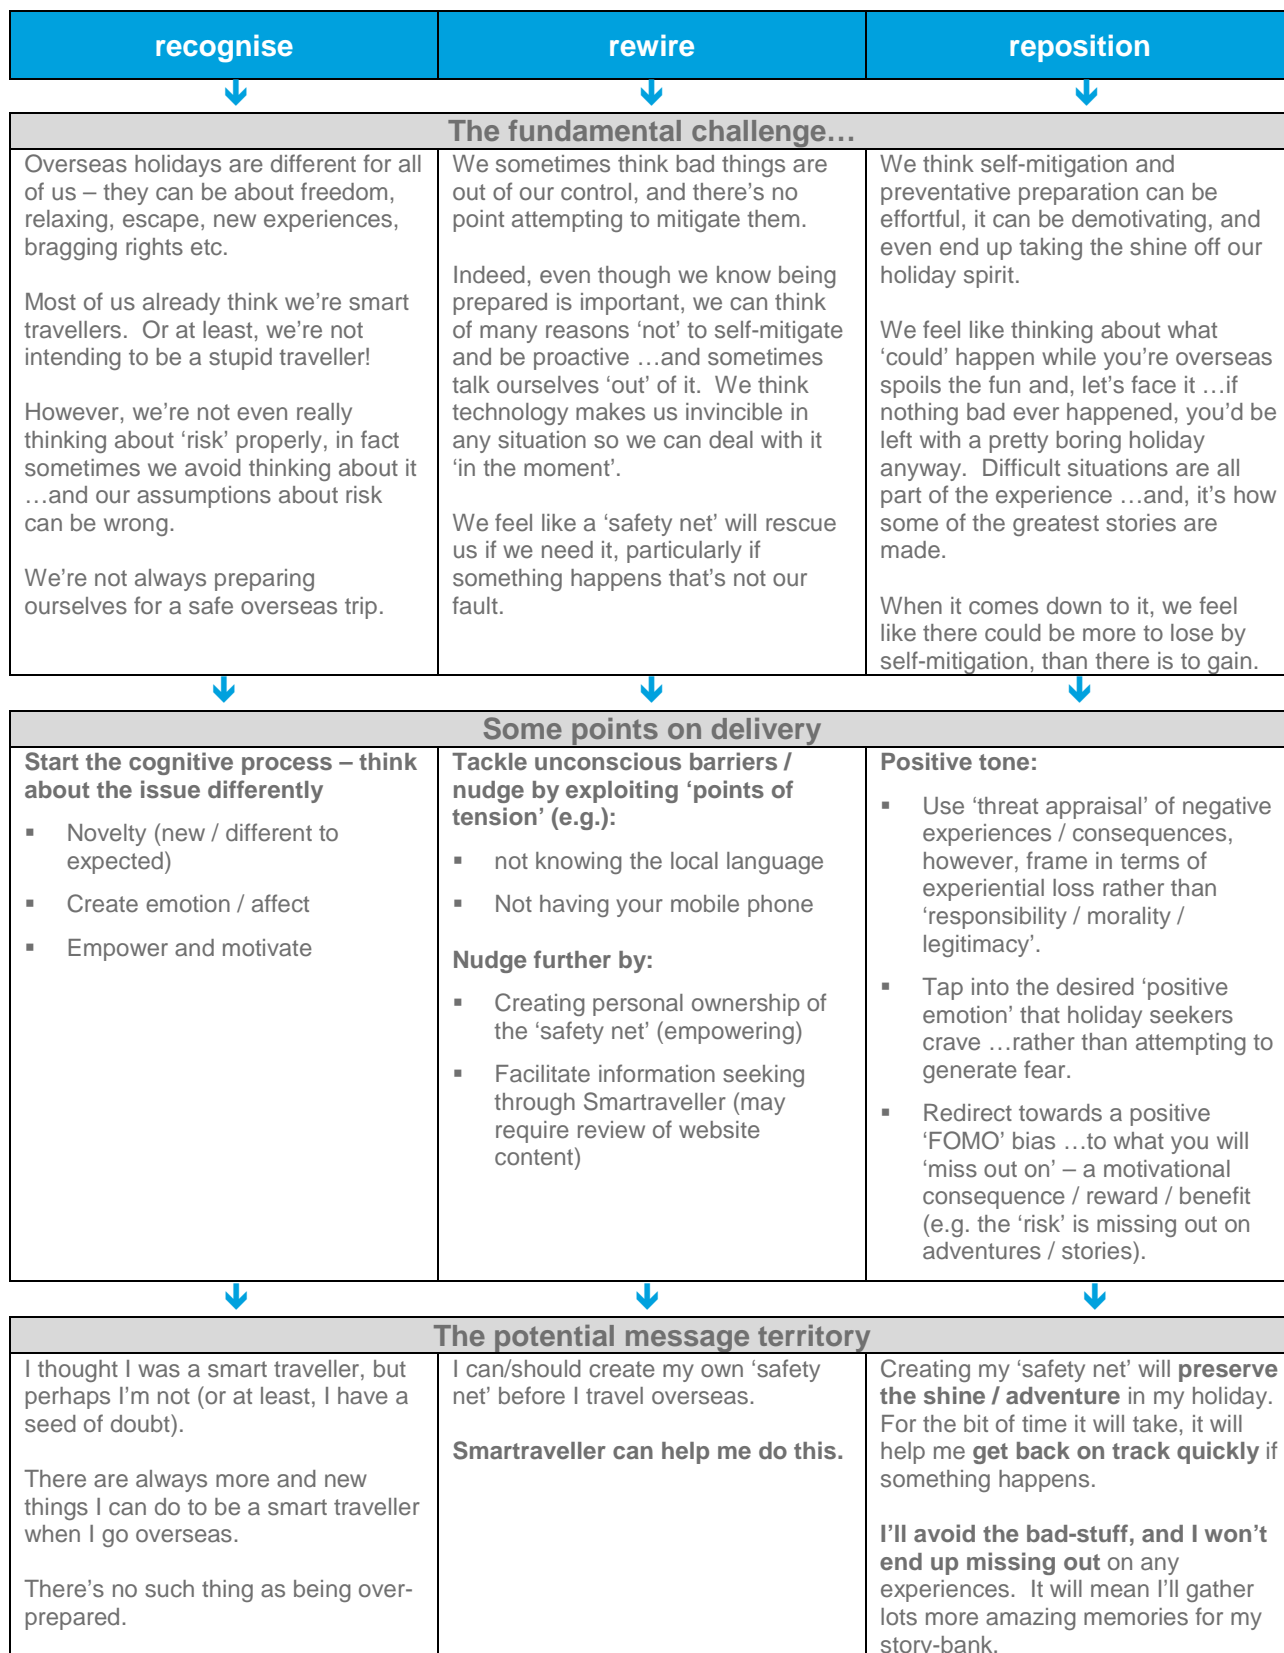 recognise
rewire
reposition
The fundamental challenge…
Overseas holidays are different for all
of us – they can be about freedom,
relaxing, escape, new experiences,
bragging rights etc.
Most of us already think we’re smart
travellers.  Or at least, we’re not
intending to be a stupid traveller!
However, we’re not even really
thinking about ‘risk’ properly, in fact
sometimes we avoid thinking about it
…and our assumptions about risk
can be wrong.
We’re not always preparing
ourselves for a safe overseas trip.
We sometimes think bad things are
out of our control, and there’s no
point attempting to mitigate them.
Indeed, even though we know being
prepared is important, we can think
of many reasons ‘not’ to self-mitigate
and be proactive …and sometimes
talk ourselves ‘out’ of it.  We think
technology makes us invincible in
any situation so we can deal with it
‘in the moment’.
We feel like a ‘safety net’ will rescue
us if we need it, particularly if
something happens that’s not our
fault.
We think self-mitigation and
preventative preparation can be
effortful, it can be demotivating, and
even end up taking the shine off our
holiday spirit.
We feel like thinking about what
‘could’ happen while you’re overseas
spoils the fun and, let’s face it …if
nothing bad ever happened, you’d be
left with a pretty boring holiday
anyway.  Difficult situations are all
part of the experience …and, it’s how
some of the greatest stories are
made.
When it comes down to it, we feel
like there could be more to lose by
self-mitigation, than there is to gain.
Some points on delivery
Start the cognitive process – think
about the issue differently
▪ Novelty (new / different to
expected)
▪ Create emotion / affect
▪ Empower and motivate
Tackle unconscious barriers /
nudge by exploiting ‘points of
tension’ (e.g.):
▪ not knowing the local language
▪ Not having your mobile phone
Nudge further by:
▪ Creating personal ownership of
the ‘safety net’ (empowering)
▪ Facilitate information seeking
through Smartraveller (may
require review of website
content)
Positive tone:
▪ Use ‘threat appraisal’ of negative
experiences / consequences,
however, frame in terms of
experiential loss rather than
‘responsibility / morality /
legitimacy’.
▪ Tap into the desired ‘positive
emotion’ that holiday seekers
crave …rather than attempting to
generate fear.
▪ Redirect towards a positive
‘FOMO’ bias …to what you will
‘miss out on’ – a motivational
consequence / reward / benefit
(e.g. the ‘risk’ is missing out on
adventures / stories).
The potential message territory
I thought I was a smart traveller, but
perhaps I’m not (or at least, I have a
seed of doubt).
There are always more and new
things I can do to be a smart traveller
when I go overseas.
There’s no such thing as being over-
prepared.
I can/should create my own ‘safety
net’ before I travel overseas.
Smartraveller can help me do this.
Creating my ‘safety net’ will preserve
the shine / adventure in my holiday.
For the bit of time it will take, it will
help me get back on track quickly if
something happens.
I’ll avoid the bad-stuff, and I won’t
end up missing out on any
experiences.  It will mean I’ll gather
lots more amazing memories for my
story-bank.